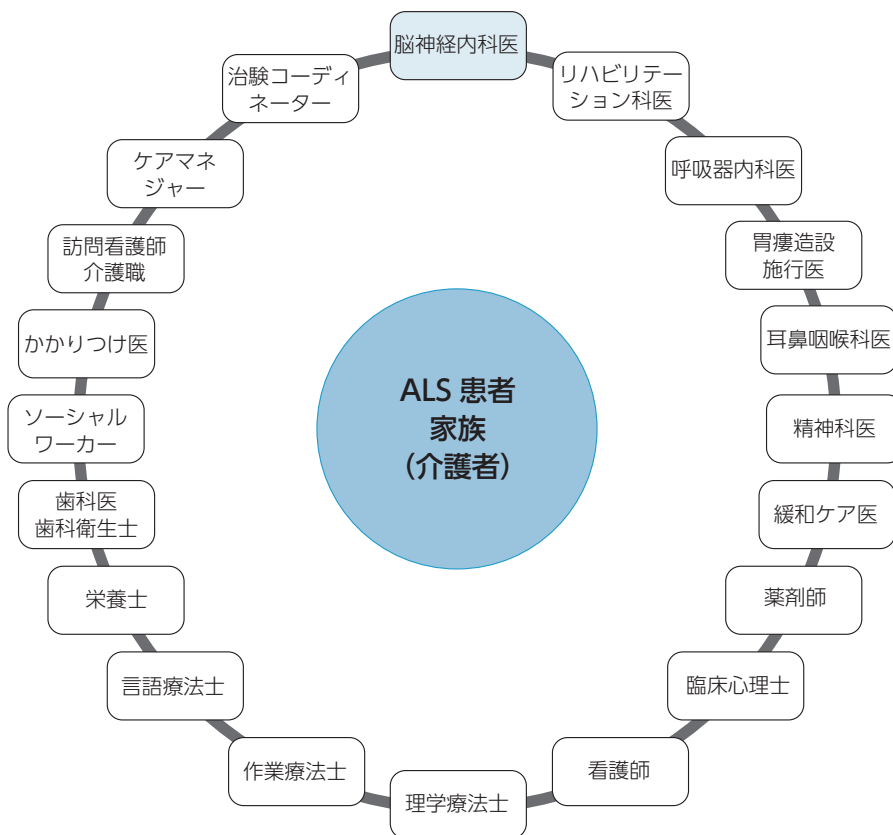 脳神経内科医
リハビリテー
ション科医
呼吸器内科医
胃瘻造設
施行医
耳鼻咽喉科医
精神科医
緩和ケア医
薬剤師
臨床心理士
看護師
理学療法士
作業療法士
言語療法士
栄養士
歯科医
歯科衛生士
ソーシャル
ワーカー
かかりつけ医
訪問看護師
介護職
ケアマネ
ジャー
治験コーディ
ネーター
ALS 患者
家族
（介護者）